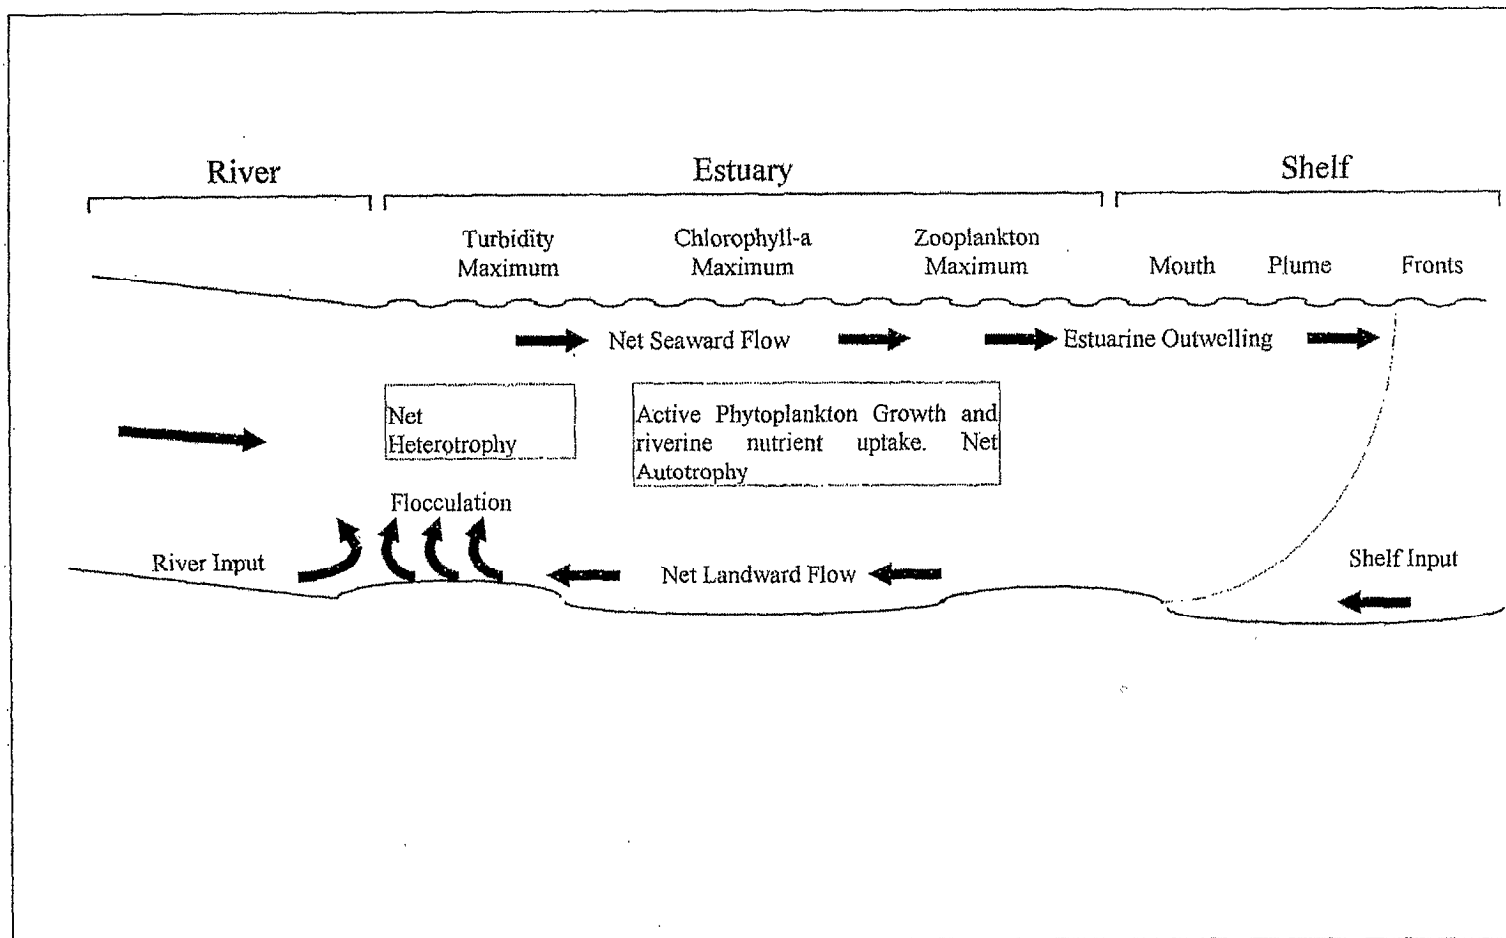 River Estuary Shelf
Turbidity
Maximum
Chlorophyll-a
Maximum
Zooplankton
Maximum
Mouth Plume Fronts
Net Seaward Flow
Estuarine Outwelling
Net
Heterotrophy
Active Phytoplankton Growth and
riverine nutrient uptake. Net
Autotrophy
Flocculation
River Input
Net Landward Flow
Shelf Input